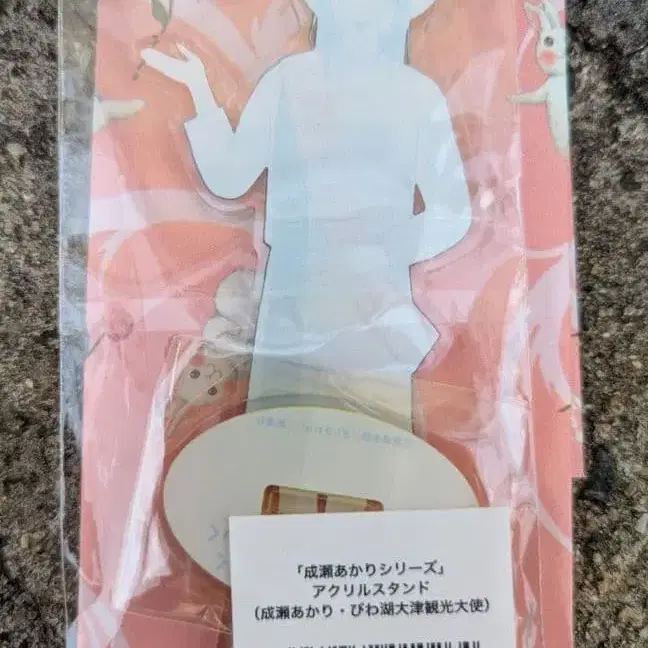 「成瀬あかりシリーズ」
アクリルスタンド
（成瀬あかり・びわ湖大津観光大使）